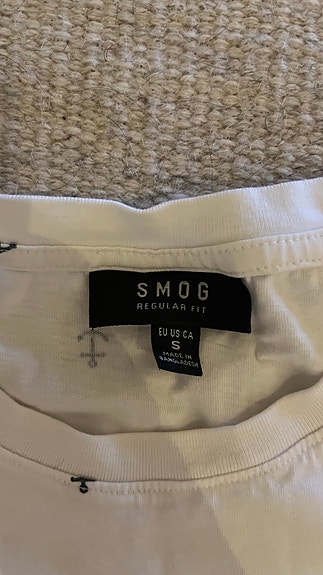 SMOG
REGULAR FIT
EU US CA
S
MADE IN
BANGLADESH